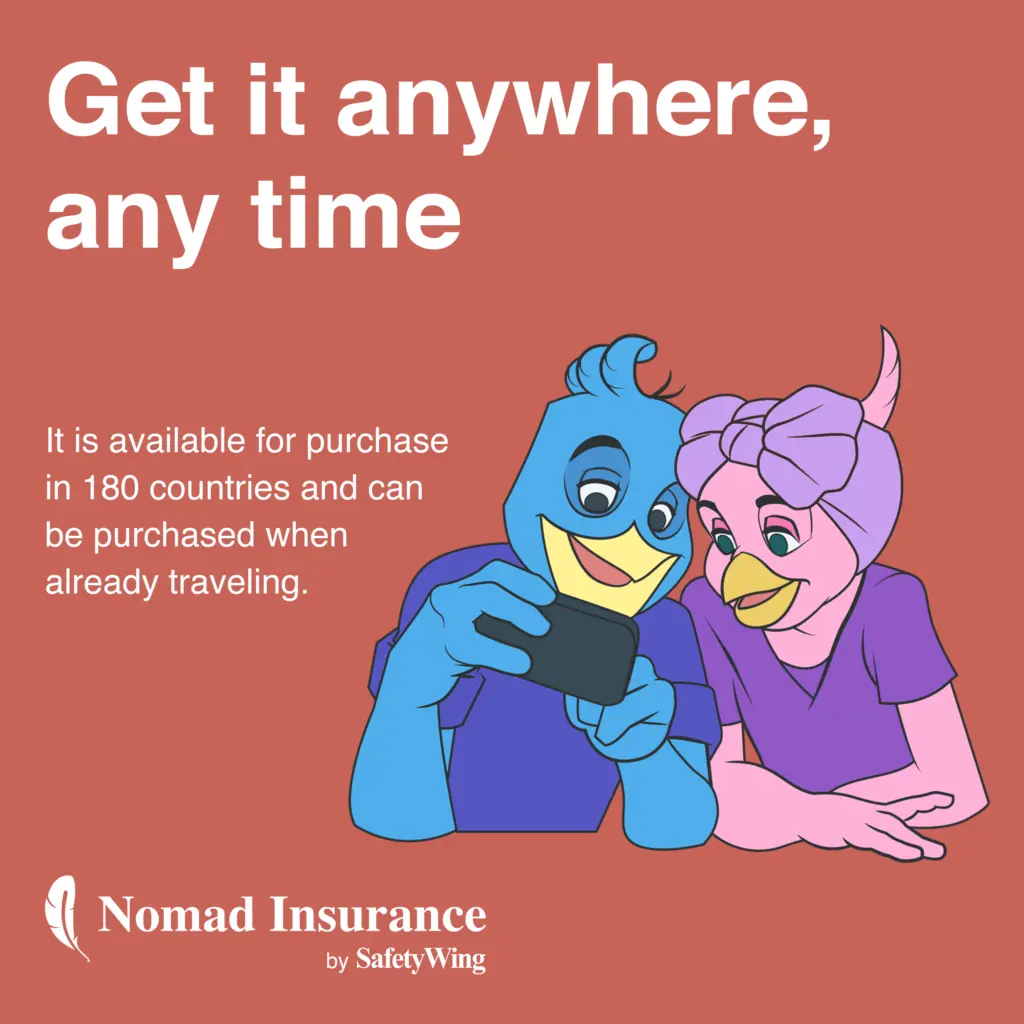 Get it anywhere,
any time
It is available for purchase
in 180 countries and can
be purchased when
already traveling.
Nomad Insurance
by SafetyWing